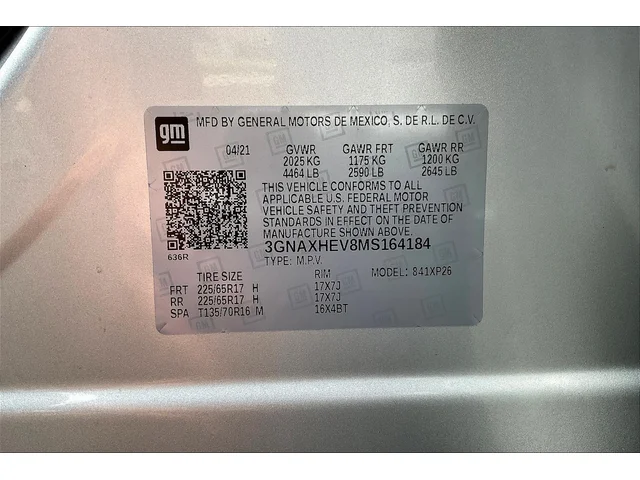 gm MFD BY GENERAL MOTORS DE MEXICO, S. DE R.L. DE C.V.
04/21 GVWR GAWR FRT GAWR RR
2025 KG 1175 KG 1200 KG
4464 LB 2590 LB 2645 LB
THIS VEHICLE CONFORMS TO ALL
APPLICABLE U.S. FEDERAL MOTOR
VEHICLE SAFETY AND THEFT PREVENTION
STANDARDS IN EFFECT ON THE DATE OF
MANUFACTURE SHOWN ABOVE.
636R 3GNAXHEV8MS164184
TYPE: M.P.V. MODEL: 841XP26
TIRE SIZE RIM
FRT 225/65R17 H 17X7J
RR 225/65R17 H 17X7J
SPA T135/70R16 M 16X4BT